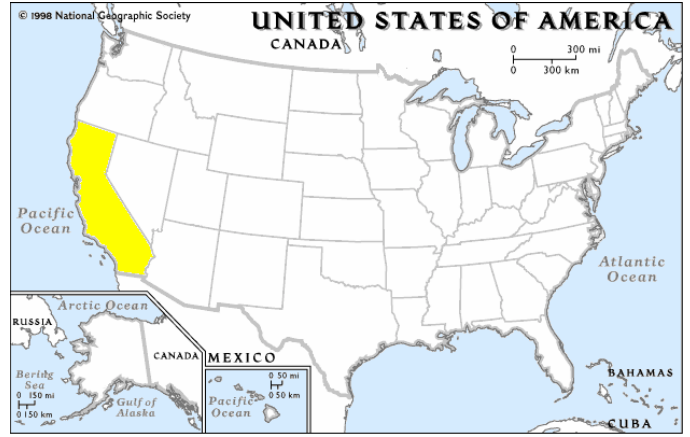 © 1998 National Geographic Society
UNITED STATES OF AMERICA
CANADA
0 300 mi
0 300 km
Pacific
Ocean
Atlantic
Ocean
Arctic Ocean
RUSSIA
CANADA
MEXICO
Bering
Sea
0 150 mi
0 150 km
Gulf of
Alaska
0 50 mi
0 50 km
Pacific
Ocean
BAHAMAS
CUBA